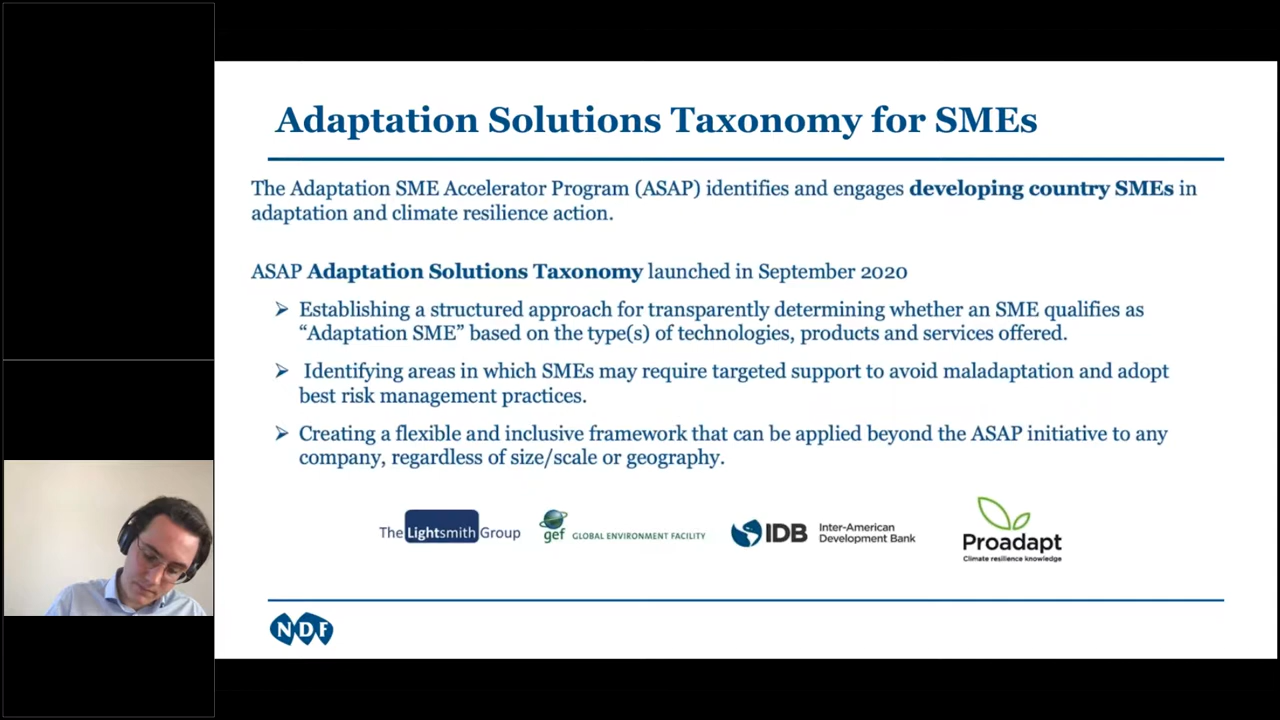 Adaptation Solutions Taxonomy for SMEs
The Adaptation SME Accelerator Program (ASAP) identifies and engages developing country SMEs in
adaptation and climate resilience action.
ASAP Adaptation Solutions Taxonomy launched in September 2020
Establishing a structured approach for transparently determining whether an SME qualifies as
“Adaptation SME” based on the type(s) of technologies, products and services offered.
Identifying areas in which SMEs may require targeted support to avoid maladaptation and adopt
best risk management practices.
Creating a flexible and inclusive framework that can be applied beyond the ASAP initiative to any
company, regardless of size/scale or geography.
The Lightsmith Group
gef GLOBAL ENVIRONMENT FACILITY
IDB Inter-American
Development Bank
Proadapt
Climate resilience knowledge
NDF